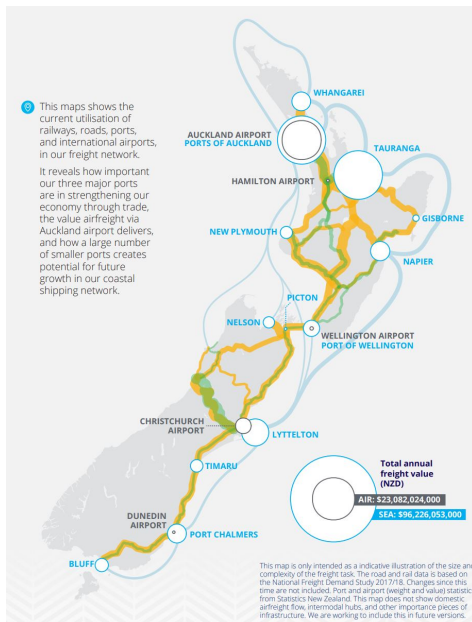 This maps shows the
current utilisation of
railways, roads, ports,
and international airports,
in our freight network.
It reveals how important
our three major ports
are in strengthening our
economy through trade,
the value airfreight via
Auckland airport delivers,
and how a large number
of smaller ports creates
potential for future
growth in our coastal
shipping network.
WHANGAREI
AUCKLAND AIRPORT
PORTS OF AUCKLAND
TAURANGA
HAMILTON AIRPORT
GISBORNE
NEW PLYMOUTH
NAPIER
PICTON
NELSON
WELLINGTON AIRPORT
PORT OF WELLINGTON
CHRISTCHURCH
AIRPORT
LYTTELTON
TIMARU
DUNEDIN
AIRPORT
PORT CHALMERS
BLUFF
Total annual
freight value
(NZD)
AIR: $23,082,024,000
SEA: $96,226,053,000
This map is only intended as a indicative illustration of the size and
complexity of the freight task. The road and rail data is based on
the National Freight Demand Study 2017/18. Changes since this
time are not included. Port and airport (weight and value) statistic
from Statistics New Zealand. This map does not show domestic
airfreight flow, intermodal hubs, and other importance pieces of
infrastructure. We are working to include this in future versions.